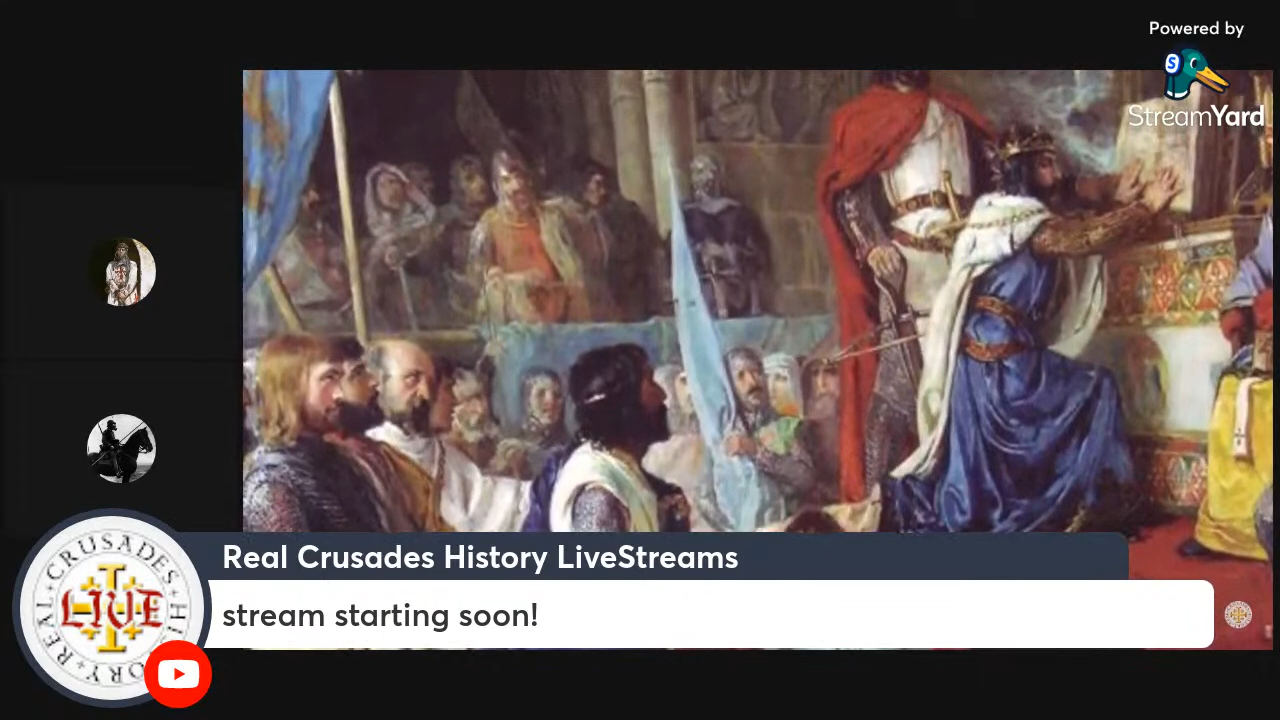 Powered by
StreamYard
Real Crusades History LiveStreams
stream starting soon!
REAL CRUSADES HISTORY
LIVE